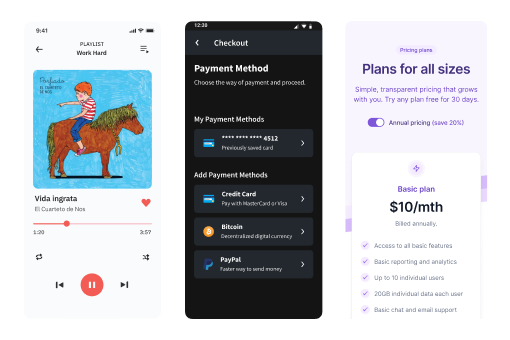 9:41
PLAYLIST
Work Hard
Porfiado
EL CUARTETO
DE NOS
Vida ingrata
El Cuarteto de Nos
1:20
3:57
12:30
Checkout
Payment Method
Choose the way of payment and proceed.
My Payment Methods
**** **** **** 4512
Previously saved card
Add Payment Methods
Credit Card
Pay with MasterCard or Visa
Bitcoin
Decentralized digital currency
PayPal
Faster way to send money
Pricing plans
Plans for all sizes
Simple, transparent pricing that grows
with you. Try any plan free for 30 days.
Annual pricing (save 20%)
Basic plan
$10/mth
Billed annually.
Access to all basic features
Basic reporting and analytics
Up to 10 individual users
20GB individual data each user
Basic chat and email support